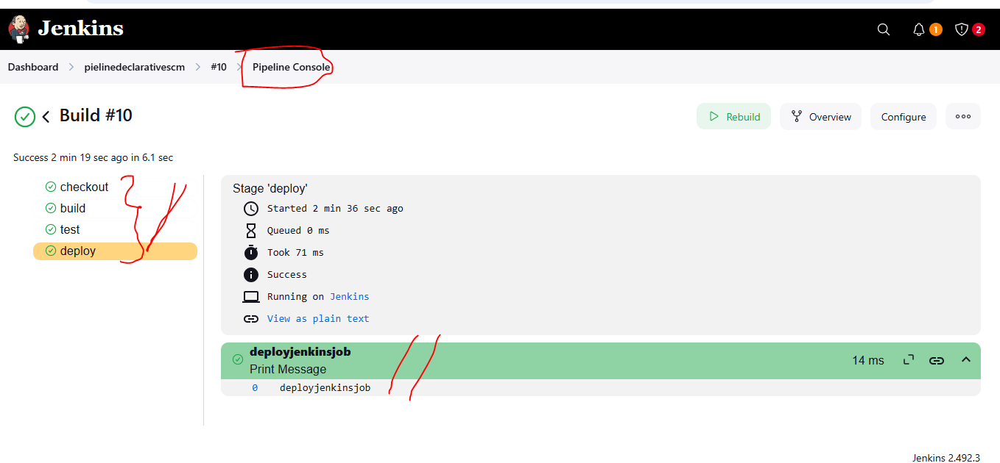 Jenkins
1
2
Dashboard > pielinedeclarativescm > #10 > Pipeline Console
Build #10
Rebuild
Overview
Configure
Success 2 min 19 sec ago in 6.1 sec
checkout
build
test
deploy
Stage 'deploy'
Started 2 min 36 sec ago
Queued 0 ms
Took 71 ms
Success
Running on Jenkins
View as plain text
deployjenkinsjob
Print Message
14 ms
0 deployjenkinsjob
Jenkins 2.492.3